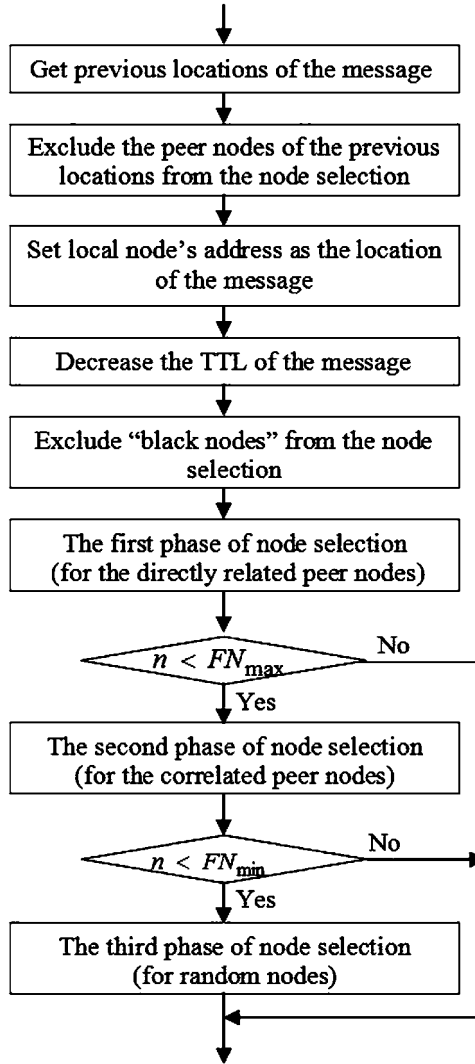 Get previous locations of the message
Exclude the peer nodes of the previous
locations from the node selection
Set local node's address as the location
of the message
Decrease the TTL of the message
Exclude “black nodes” from the node
selection
The first phase of node selection
(for the directly related peer nodes)
n < FNmax
No
Yes
The second phase of node selection
(for the correlated peer nodes)
n < FNmin
No
Yes
The third phase of node selection
(for random nodes)